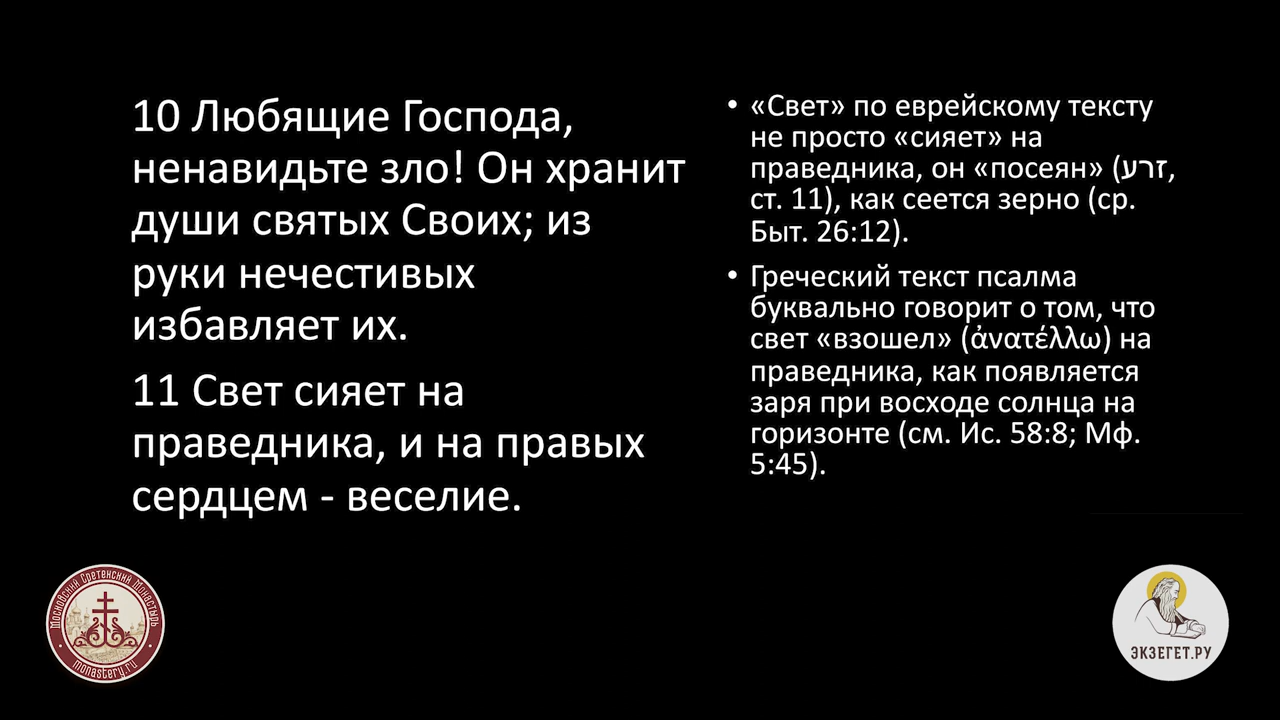 10 Любящие Господа,
ненавидьте зло! Он хранит
души святых Своих; из
руки нечестивых
избавляет их.
11 Свет сияет на
праведника, и на правых
сердцем - веселие.
• «Свет» по еврейскому тексту
не просто «сияет» на
праведника, он «посеян» (זרע,
ст. 11), как сеется зерно (ср.
Быт. 26:12).
• Греческий текст псалма
буквально говорит о том, что
свет «взошел» (ἀνατέλλω) на
праведника, как появляется
заря при восходе солнца на
горизонте (см. Ис. 58:8; Мф.
5:45).
Московский Сретенский Монастырь
monastery.ru
ЭКЗЕГЕТ.РУ